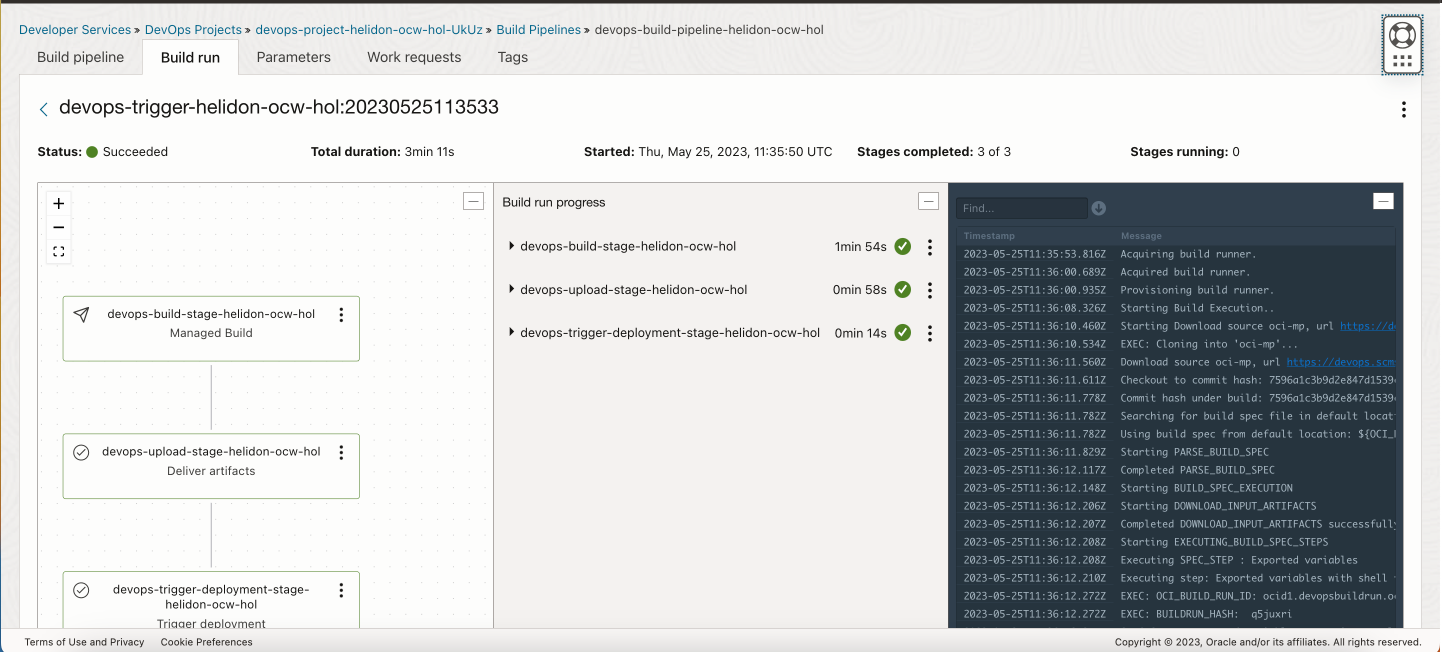 Developer Services » DevOps Projects » devops-project-helidon-ocw-hol-UkUz » Build Pipelines » devops-build-pipeline-helidon-ocw-hol
Build pipeline Build run Parameters Work requests Tags
devops-trigger-helidon-ocw-hol:20230525113533
Status: Succeeded Total duration: 3min 11s Started: Thu, May 25, 2023, 11:35:50 UTC Stages completed: 3 of 3 Stages running: 0
devops-build-stage-helidon-ocw-hol
Managed Build
devops-upload-stage-helidon-ocw-hol
Deliver artifacts
devops-trigger-deployment-stage-
helidon-ocw-hol
Trigger deployment
Build run progress
devops-build-stage-helidon-ocw-hol 1min 54s
devops-upload-stage-helidon-ocw-hol 0min 58s
devops-trigger-deployment-stage-helidon-ocw-hol 0min 14s
Find...
Timestamp Message
2023-05-25T11:35:53.816Z Acquiring build runner.
2023-05-25T11:36:00.689Z Acquired build runner.
2023-05-25T11:36:00.935Z Provisioning build runner.
2023-05-25T11:36:08.326Z Starting Build Execution..
2023-05-25T11:36:10.460Z Starting Download source oci-mp, url https://de
2023-05-25T11:36:10.534Z EXEC: Cloning into 'oci-mp'...
2023-05-25T11:36:11.560Z Download source oci-mp, url https://devops.scm
2023-05-25T11:36:11.611Z Checkout to commit hash: 7596a1c3b9d2e847d1539
2023-05-25T11:36:11.778Z Commit hash under build: 7596a1c3b9d2e847d1539
2023-05-25T11:36:11.782Z Searching for build spec file in default locat
2023-05-25T11:36:11.782Z Using build spec from default location: ${OCI_
2023-05-25T11:36:11.829Z Starting PARSE_BUILD_SPEC
2023-05-25T11:36:12.117Z Completed PARSE_BUILD_SPEC
2023-05-25T11:36:12.148Z Starting BUILD_SPEC_EXECUTION
2023-05-25T11:36:12.206Z Starting DOWNLOAD_INPUT_ARTIFACTS
2023-05-25T11:36:12.207Z Completed DOWNLOAD_INPUT_ARTIFACTS successfully
2023-05-25T11:36:12.208Z Starting EXECUTING_BUILD_SPEC_STEPS
2023-05-25T11:36:12.208Z Executing SPEC_STEP : Exported variables
2023-05-25T11:36:12.210Z Executing step: Exported variables with shell
2023-05-25T11:36:12.272Z EXEC: OCI_BUILD_RUN_ID: ocid1.devopsbuildrun.o
2023-05-25T11:36:12.272Z EXEC: BUILDRUN_HASH: q5juxri
Terms of Use and Privacy Cookie Preferences Copyright © 2023, Oracle and/or its affiliates. All rights reserved.